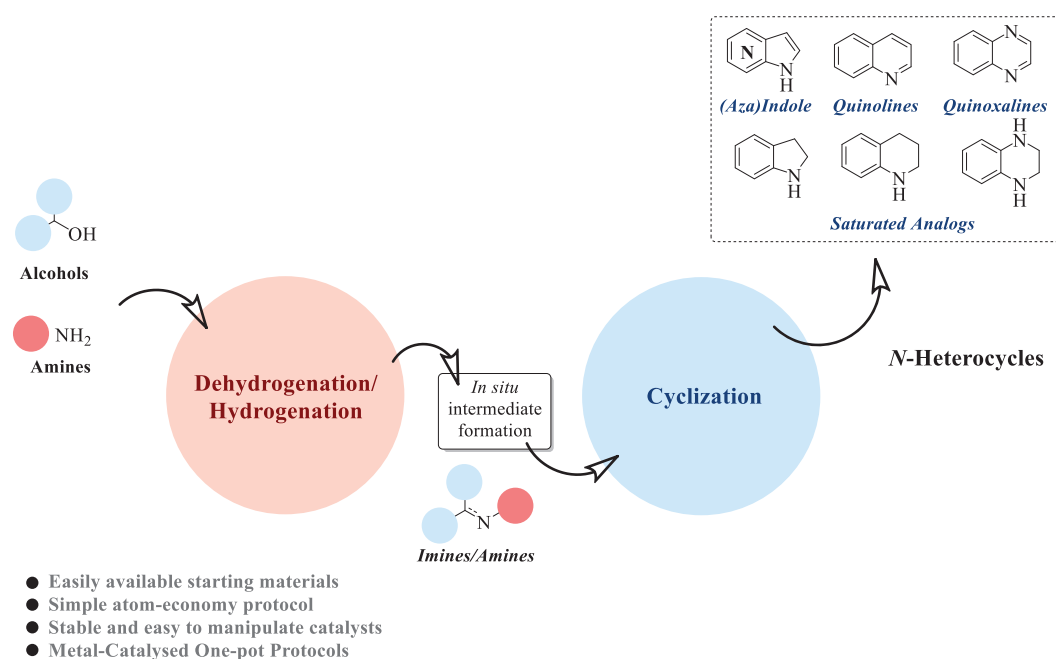 N
N
H
N
N
N
(Aza)Indole
Quinolines
Quinoxalines
N
H
N
H
H
N
N
H
Saturated Analogs
OH
Alcohols
NH2
Amines
Dehydrogenation/
Hydrogenation
In situ
intermediate
formation
Cyclization
N-Heterocycles
N
Imines/Amines
● Easily available starting materials
● Simple atom-economy protocol
● Stable and easy to manipulate catalysts
● Metal-Catalysed One-pot Protocols